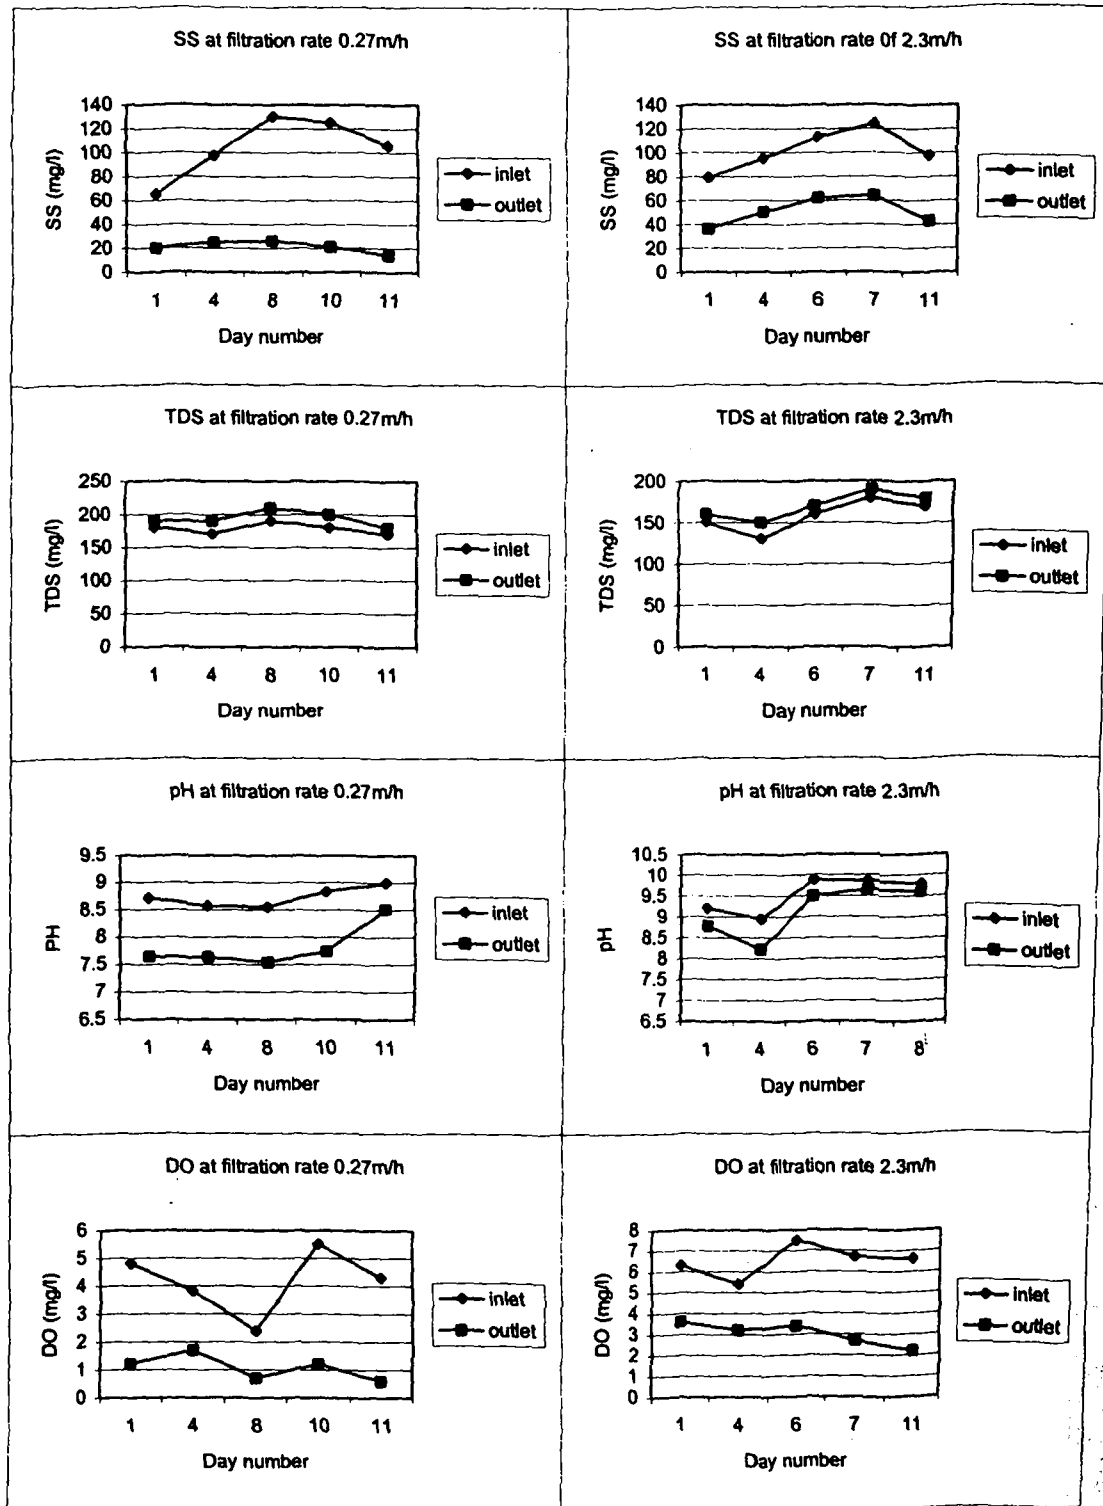 SS at filtration rate 0.27m/h
SS (mg/l)
140
120
100
80
60
40
20
0
1 4 8 10 11
Day number
inlet
outlet
SS at filtration rate 0f 2.3m/h
SS (mg/l)
140
120
100
80
60
40
20
0
1 4 6 7 11
Day number
inlet
outlet
TDS at filtration rate 0.27m/h
TDS (mg/l)
250
200
150
100
50
0
1 4 8 10 11
Day number
inlet
outlet
TDS at filtration rate 2.3m/h
TDS (mg/l)
200
150
100
50
0
1 4 6 7 11
Day number
inlet
outlet
pH at filtration rate 0.27m/h
PH
9.5
9
8.5
8
7.5
7
6.5
1 4 8 10 11
Day number
inlet
outlet
pH at filtration rate 2.3m/h
pH
10.5
10
9.5
9
8.5
8
7.5
7
6.5
1 4 6 7 8
Day number
inlet
outlet
DO at filtration rate 0.27m/h
DO (mg/l)
6
5
4
3
2
1
0
1 4 8 10 11
Day number
inlet
outlet
DO at filtration rate 2.3m/h
DO (mg/l)
8
7
6
5
4
3
2
1
0
1 4 6 7 11
Day number
inlet
outlet